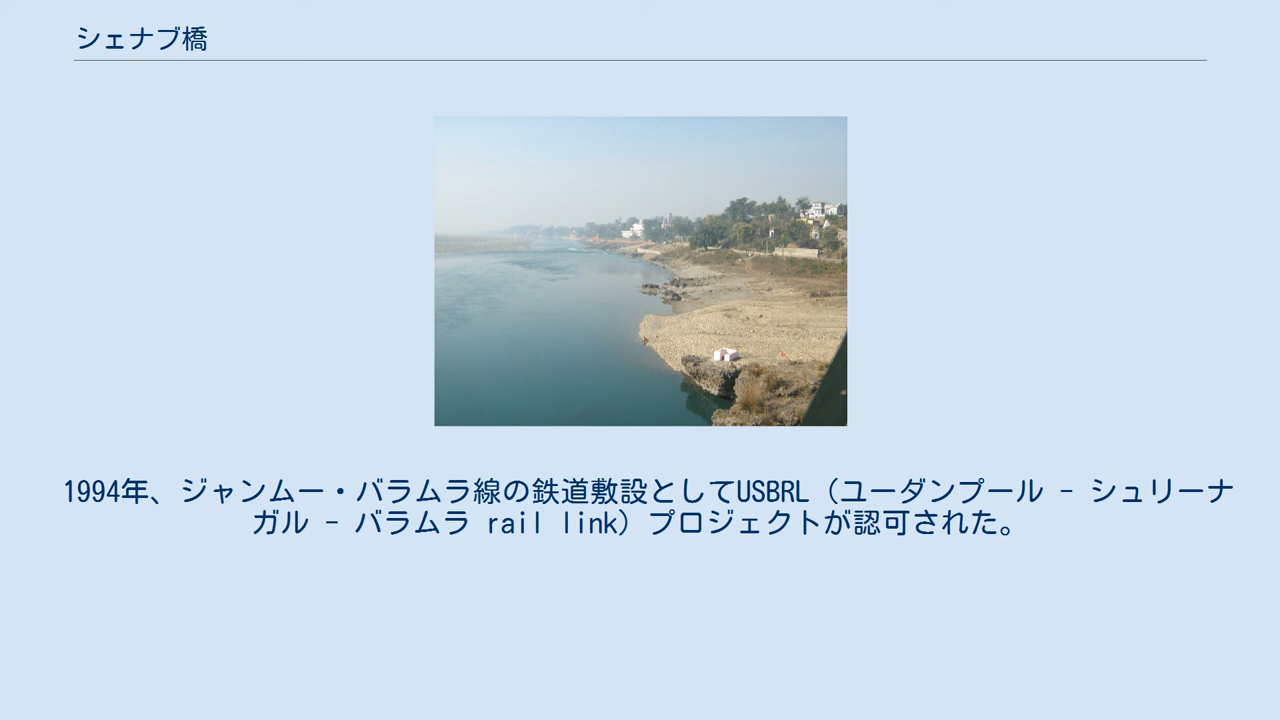 シェナブ橋
1994年、ジャンムー・バラムラ線の鉄道敷設としてUSBRL（ユーダンプール - シュリーナ
ガル - バラムラ rail link）プロジェクトが認可された。